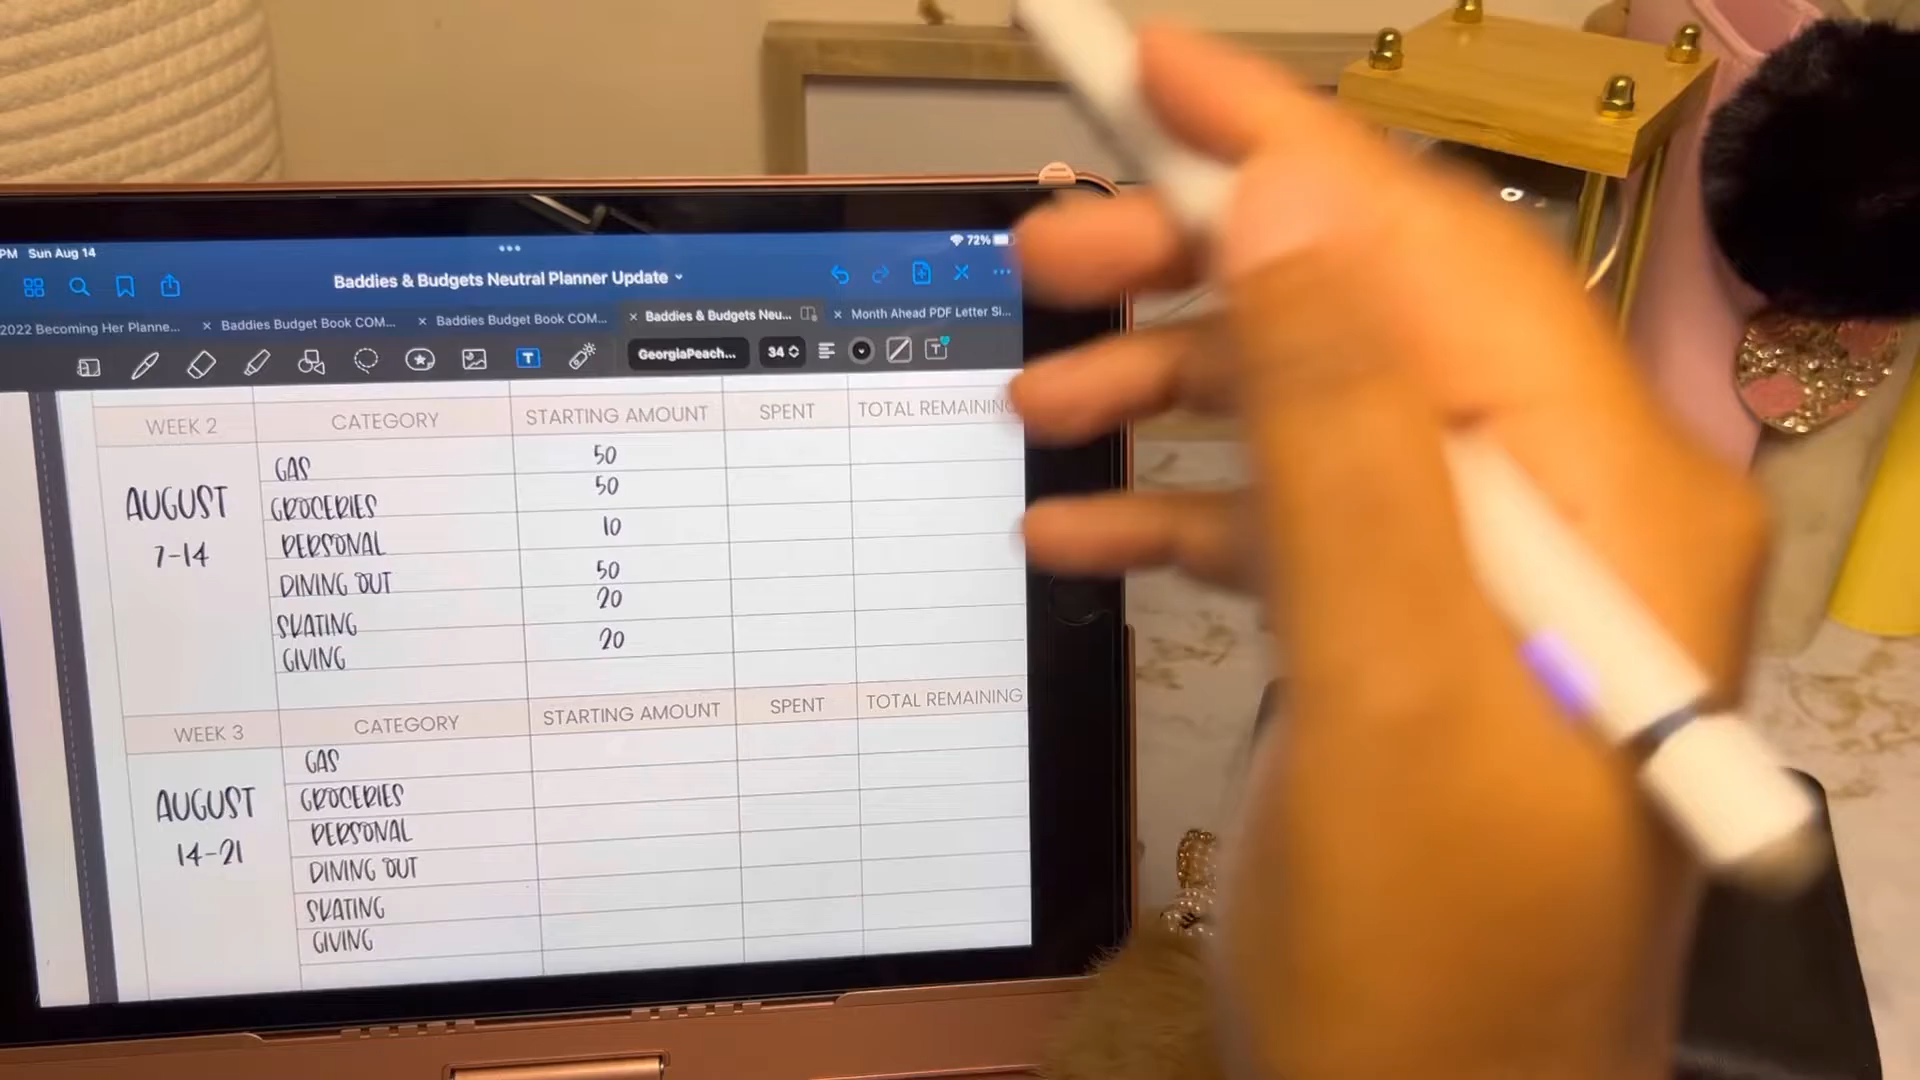 PM Sun Aug 14
72%
Baddies & Budgets Neutral Planner Update
2022 Becoming Her Planne...
Baddies Budget Book COM...
Baddies Budget Book COM...
Baddies & Budgets Neu...
Month Ahead PDF Letter Si...
GeorgiaPeach... 34
WEEK 2 CATEGORY STARTING AMOUNT SPENT TOTAL REMAINING
AUGUST
7-14
GAS 50
GROCERIES 50
PERSONAL 10
DINING OUT 50
SKATING 20
GIVING 20
WEEK 3 CATEGORY STARTING AMOUNT SPENT TOTAL REMAINING
AUGUST
14-21
GAS
GROCERIES
PERSONAL
DINING OUT
SKATING
GIVING